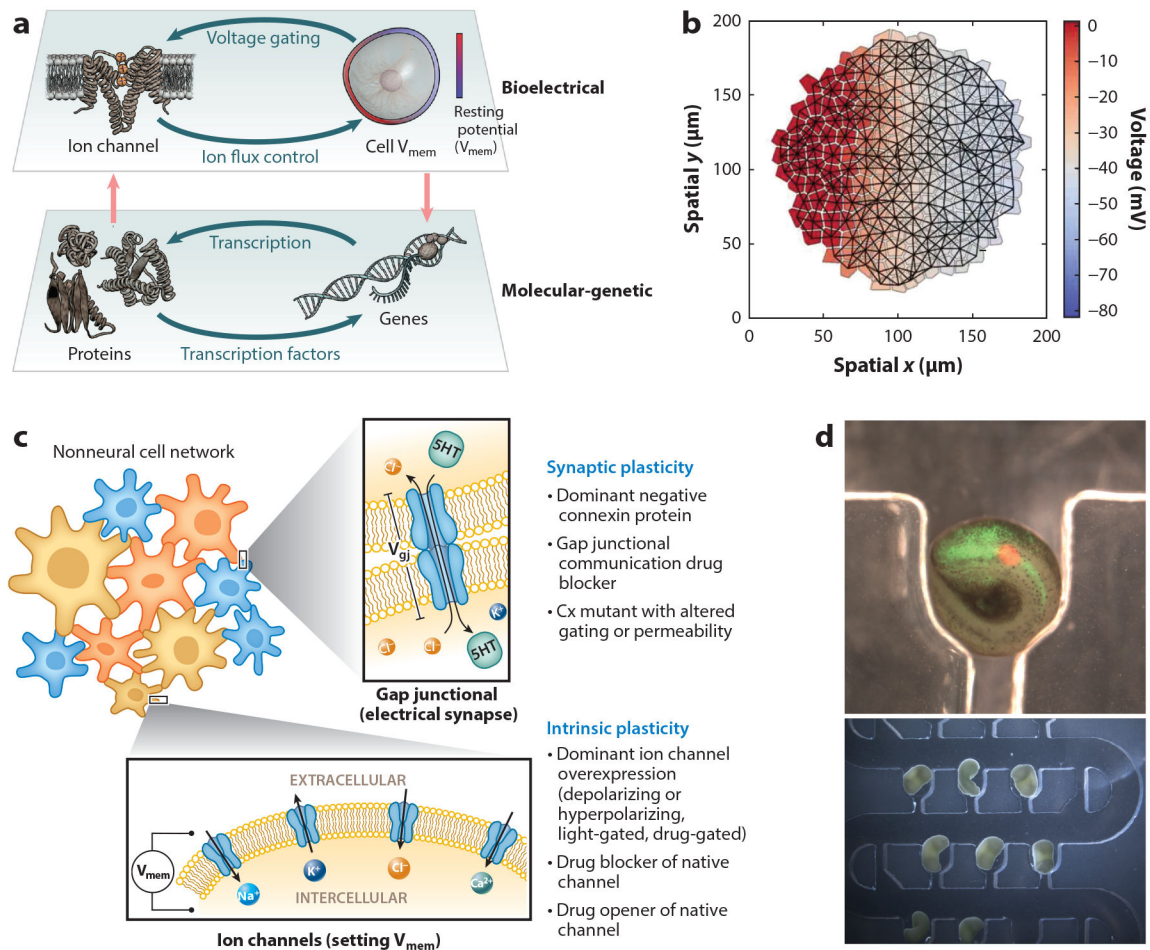 a
Voltage gating
Ion channel
Ion flux control
Cell Vmem
Resting
potential
(Vmem)
Bioelectrical
Transcription
Proteins
Transcription factors
Genes
Molecular-genetic
b
Spatial y (μm)
200
150
100
50
0
0
50
100
150
200
Spatial x (μm)
0
−10
−20
−30
−40
−50
−60
−70
−80
Voltage (mV)
c
Nonneural cell network
5HT
Cl−
Vgj
K+
Cl−
Cl−
5HT
Gap junctional
(electrical synapse)
Synaptic plasticity
• Dominant negative
connexin protein
• Gap junctional
communication drug
blocker
• Cx mutant with altered
gating or permeability
EXTRACELLULAR
Vmem
Na+
K+
Cl−
Ca2+
INTERCELLULAR
Ion channels (setting Vmem)
Intrinsic plasticity
• Dominant ion channel
overexpression
(depolarizing or
hyperpolarizing,
light-gated, drug-gated)
• Drug blocker of native
channel
• Drug opener of native
channel
d